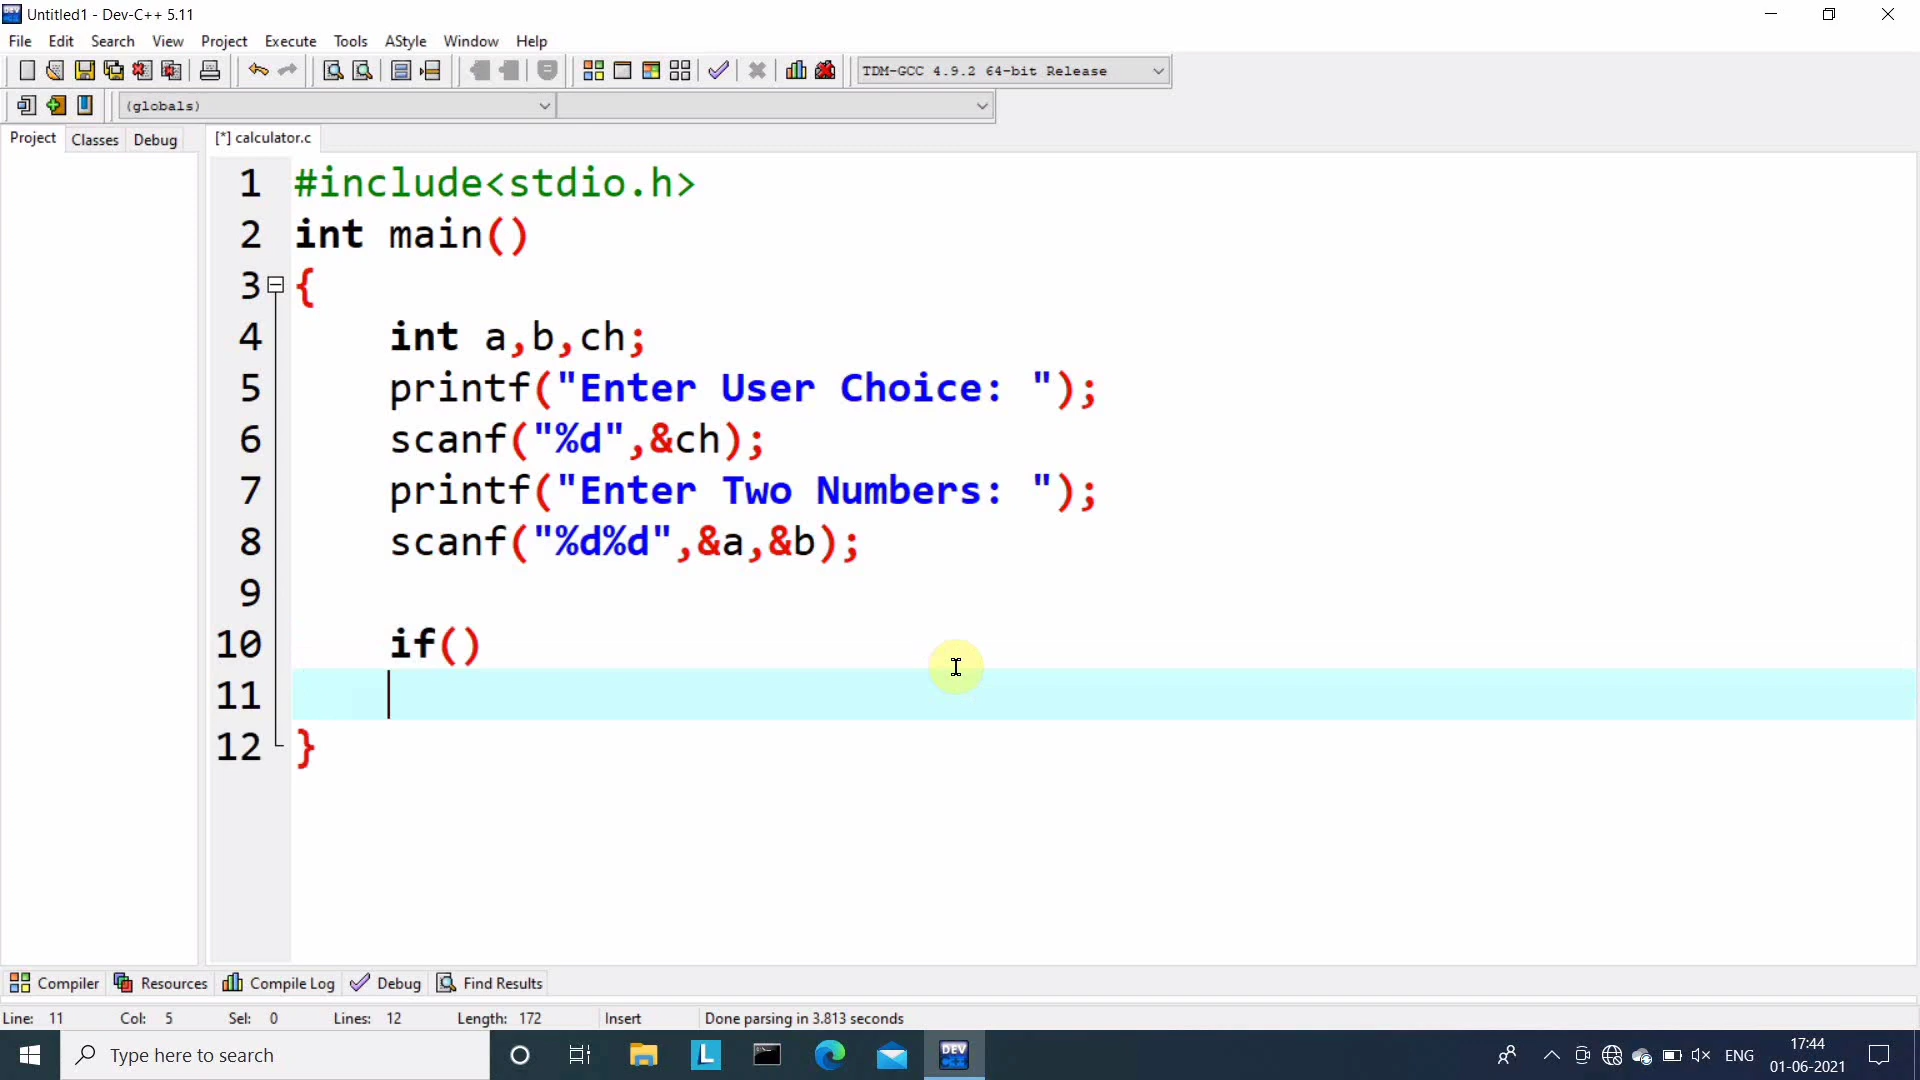 Untitled1 - Dev-C++ 5.11
File Edit Search View Project Execute Tools AStyle Window Help
TDM-GCC 4.9.2 64-bit Release
(globals)
Project Classes Debug [*] calculator.c
1 #include<stdio.h>
2 int main()
3 {
4 int a,b,ch;
5 printf("Enter User Choice: ");
6 scanf("%d",&ch);
7 printf("Enter Two Numbers: ");
8 scanf("%d%d",&a,&b);
9
10 if()
11
12 }
Compiler Resources Compile Log Debug Find Results
Line: 11 Col: 5 Sel: 0 Lines: 12 Length: 172 Insert Done parsing in 3.813 seconds
Type here to search
L
DEV C++
ENG
17:44
01-06-2021